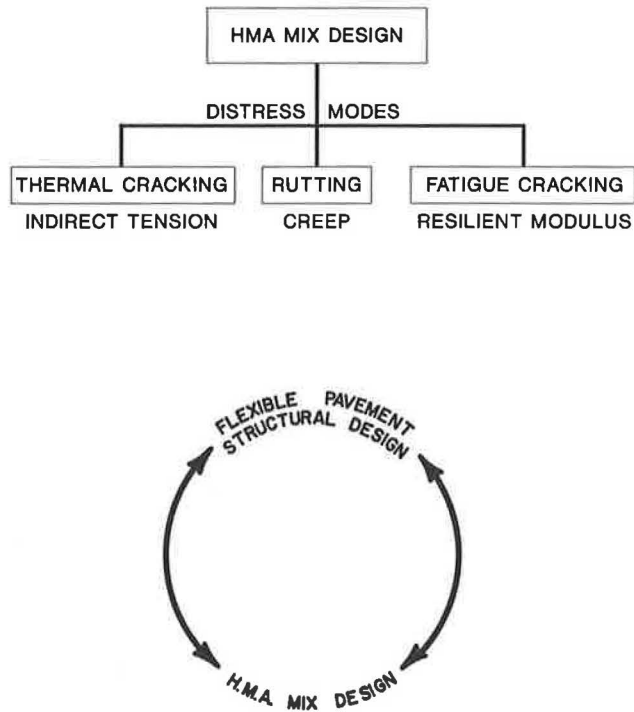 HMA MIX DESIGN
DISTRESS MODES
THERMAL CRACKING RUTTING FATIGUE CRACKING
INDIRECT TENSION CREEP RESILIENT MODULUS
FLEXIBLE PAVEMENT
STRUCTURAL DESIGN
H.M.A. MIX DESIGN